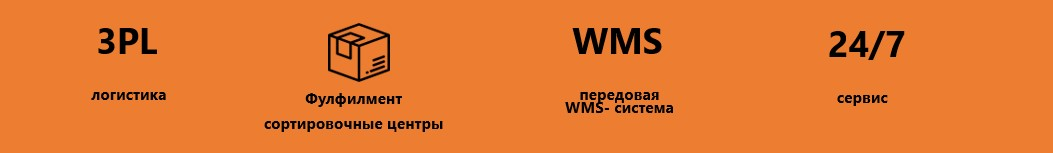 3PL
логистика
Фулфилмент
сортировочные центры
WMS
передовая
WMS- система
24/7
сервис